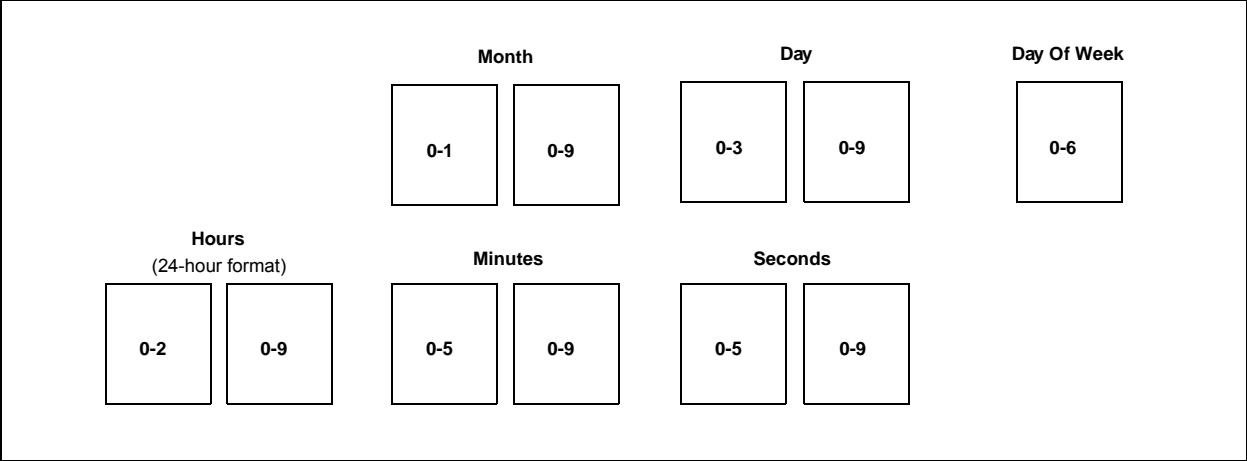 Month Day Day Of Week
0-1 0-9 0-3 0-9 0-6
Hours
(24-hour format) Minutes Seconds
0-2 0-9 0-5 0-9 0-5 0-9